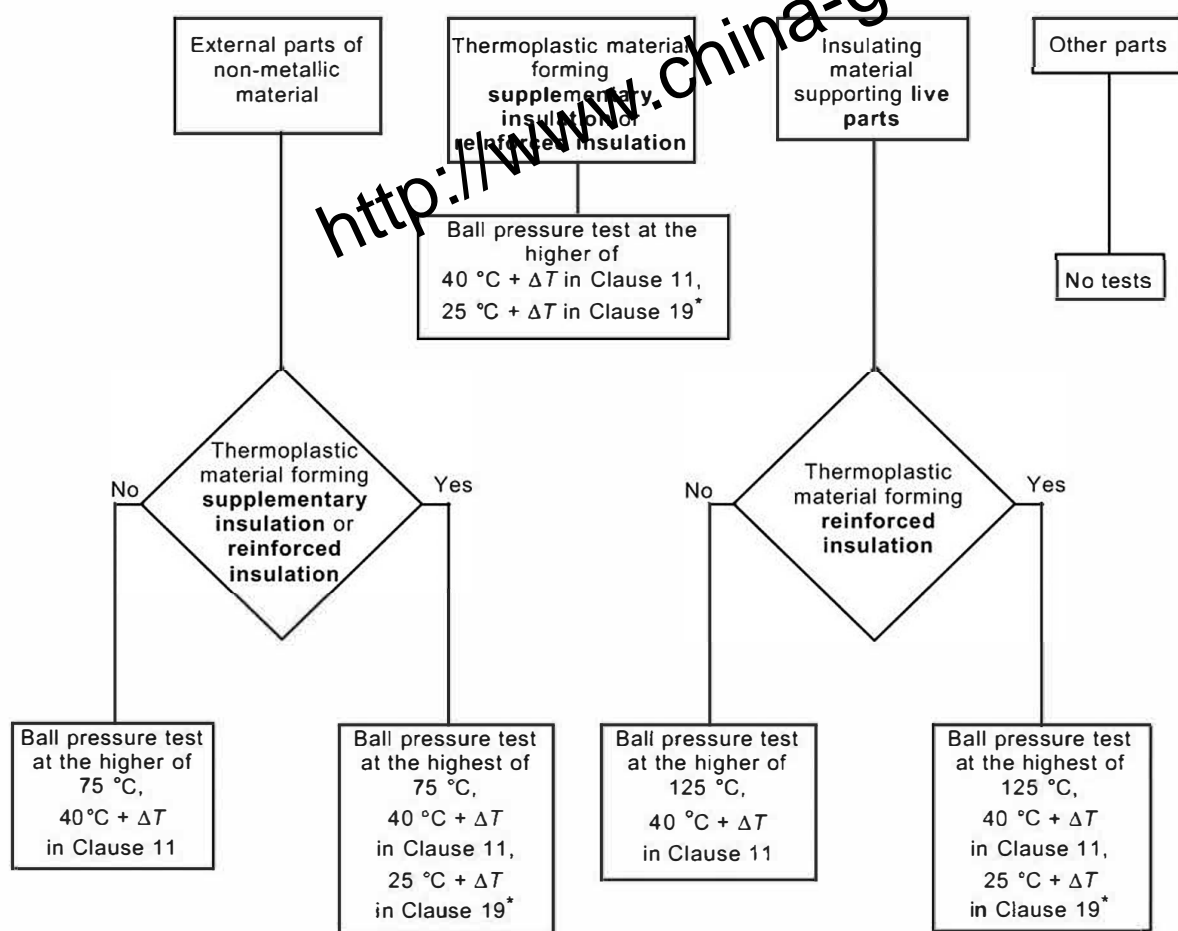 External parts of
non-metallic
material
Thermoplastic material
forming
supplementary
insulation or
reinforced insulation
Insulating
material
supporting live
parts
Other parts
http://www.china-g
Ball pressure test at the
higher of
40 °C + ΔT in Clause 11,
25 °C + ΔT in Clause 19*
No tests
Thermoplastic
material forming
supplementary
insulation or
reinforced
insulation
No
Yes
Thermoplastic
material forming
reinforced
insulation
No
Yes
Ball pressure test
at the higher of
75 °C,
40 °C + ΔT
in Clause 11
Ball pressure test
at the highest of
75 °C,
40 °C + ΔT
in Clause 11,
25 °C + ΔT
in Clause 19*
Ball pressure test
at the higher of
125 °C,
40 °C + ΔT
in Clause 11
Ball pressure test
at the highest of
125 °C,
40 °C + ΔT
in Clause 11,
25 °C + ΔT
in Clause 19*